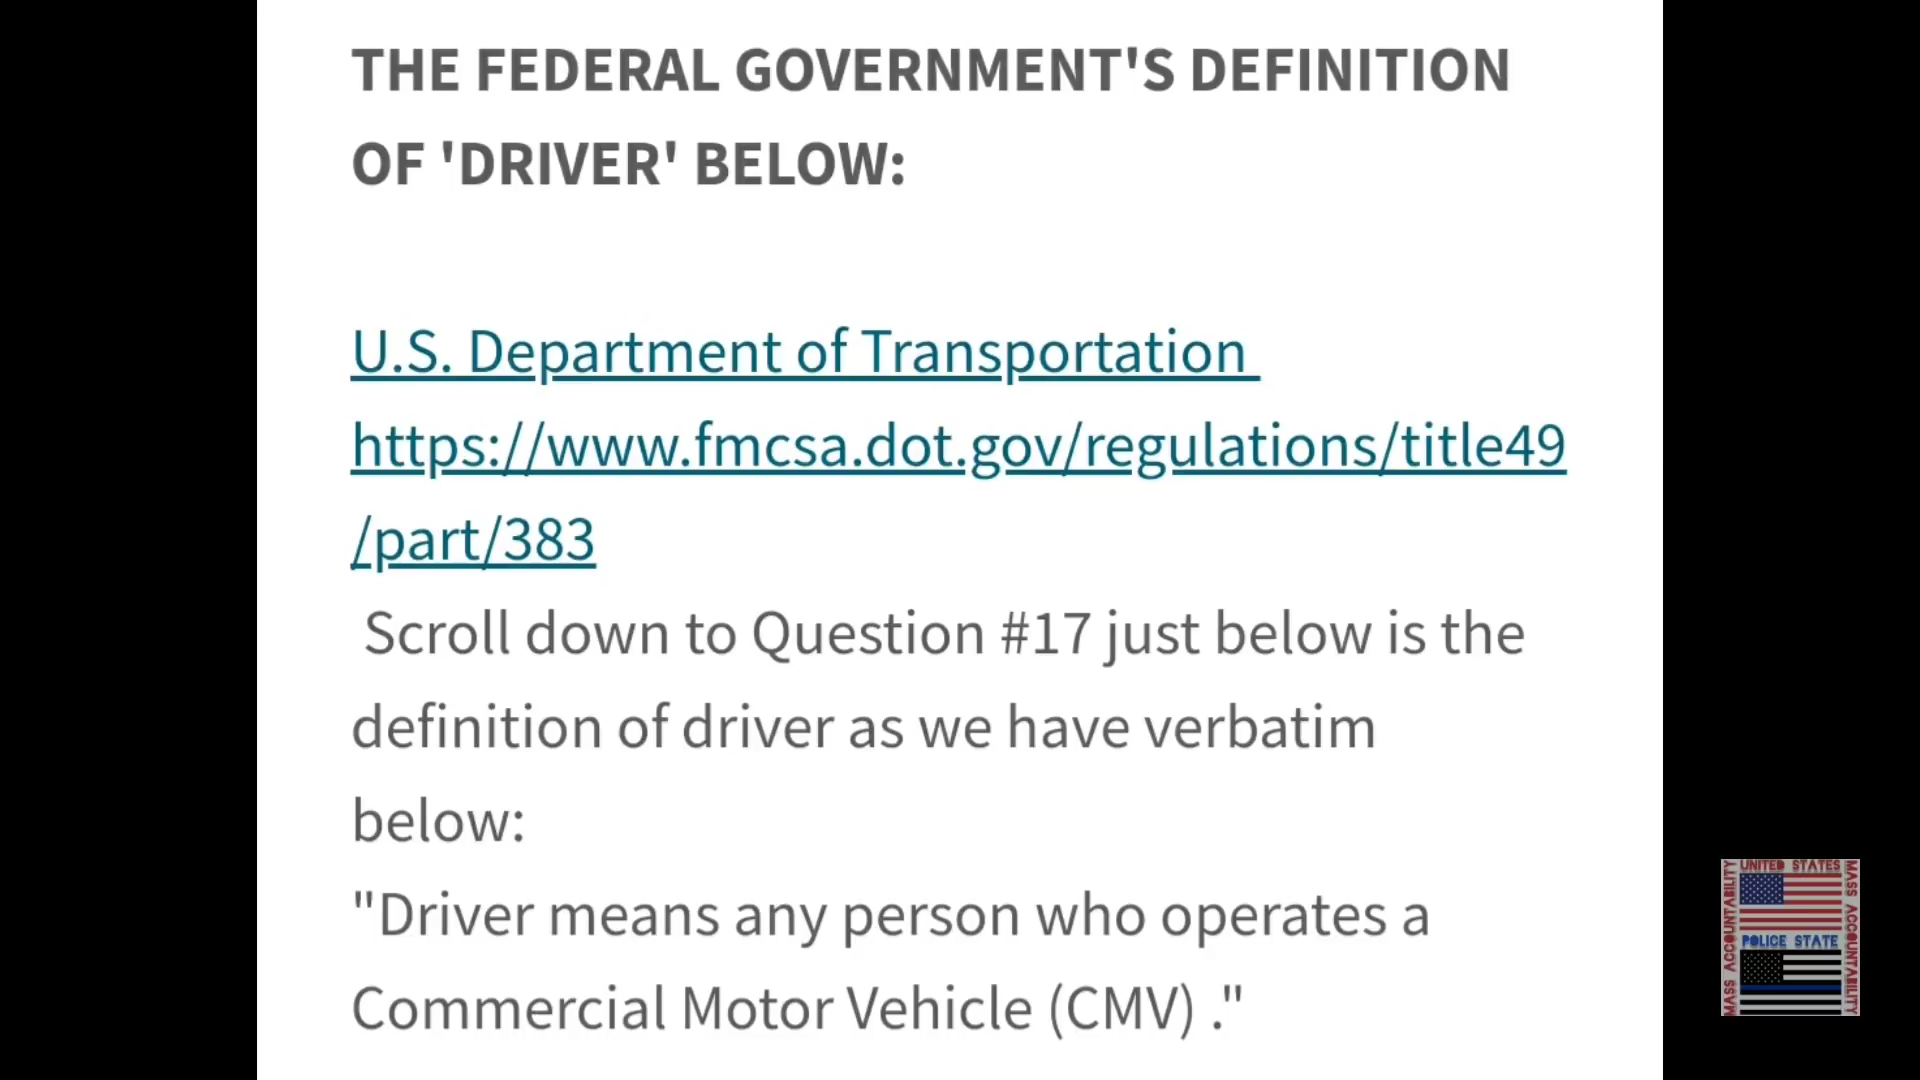 THE FEDERAL GOVERNMENT'S DEFINITION
OF 'DRIVER' BELOW:
U.S. Department of Transportation
https://www.fmcsa.dot.gov/regulations/title49
/part/383
Scroll down to Question #17 just below is the
definition of driver as we have verbatim
below:
"Driver means any person who operates a
Commercial Motor Vehicle (CMV) ."
UNITED STATES
MASS ACCOUNTABILITY
MASS ACCOUNTABILITY
POLICE STATE